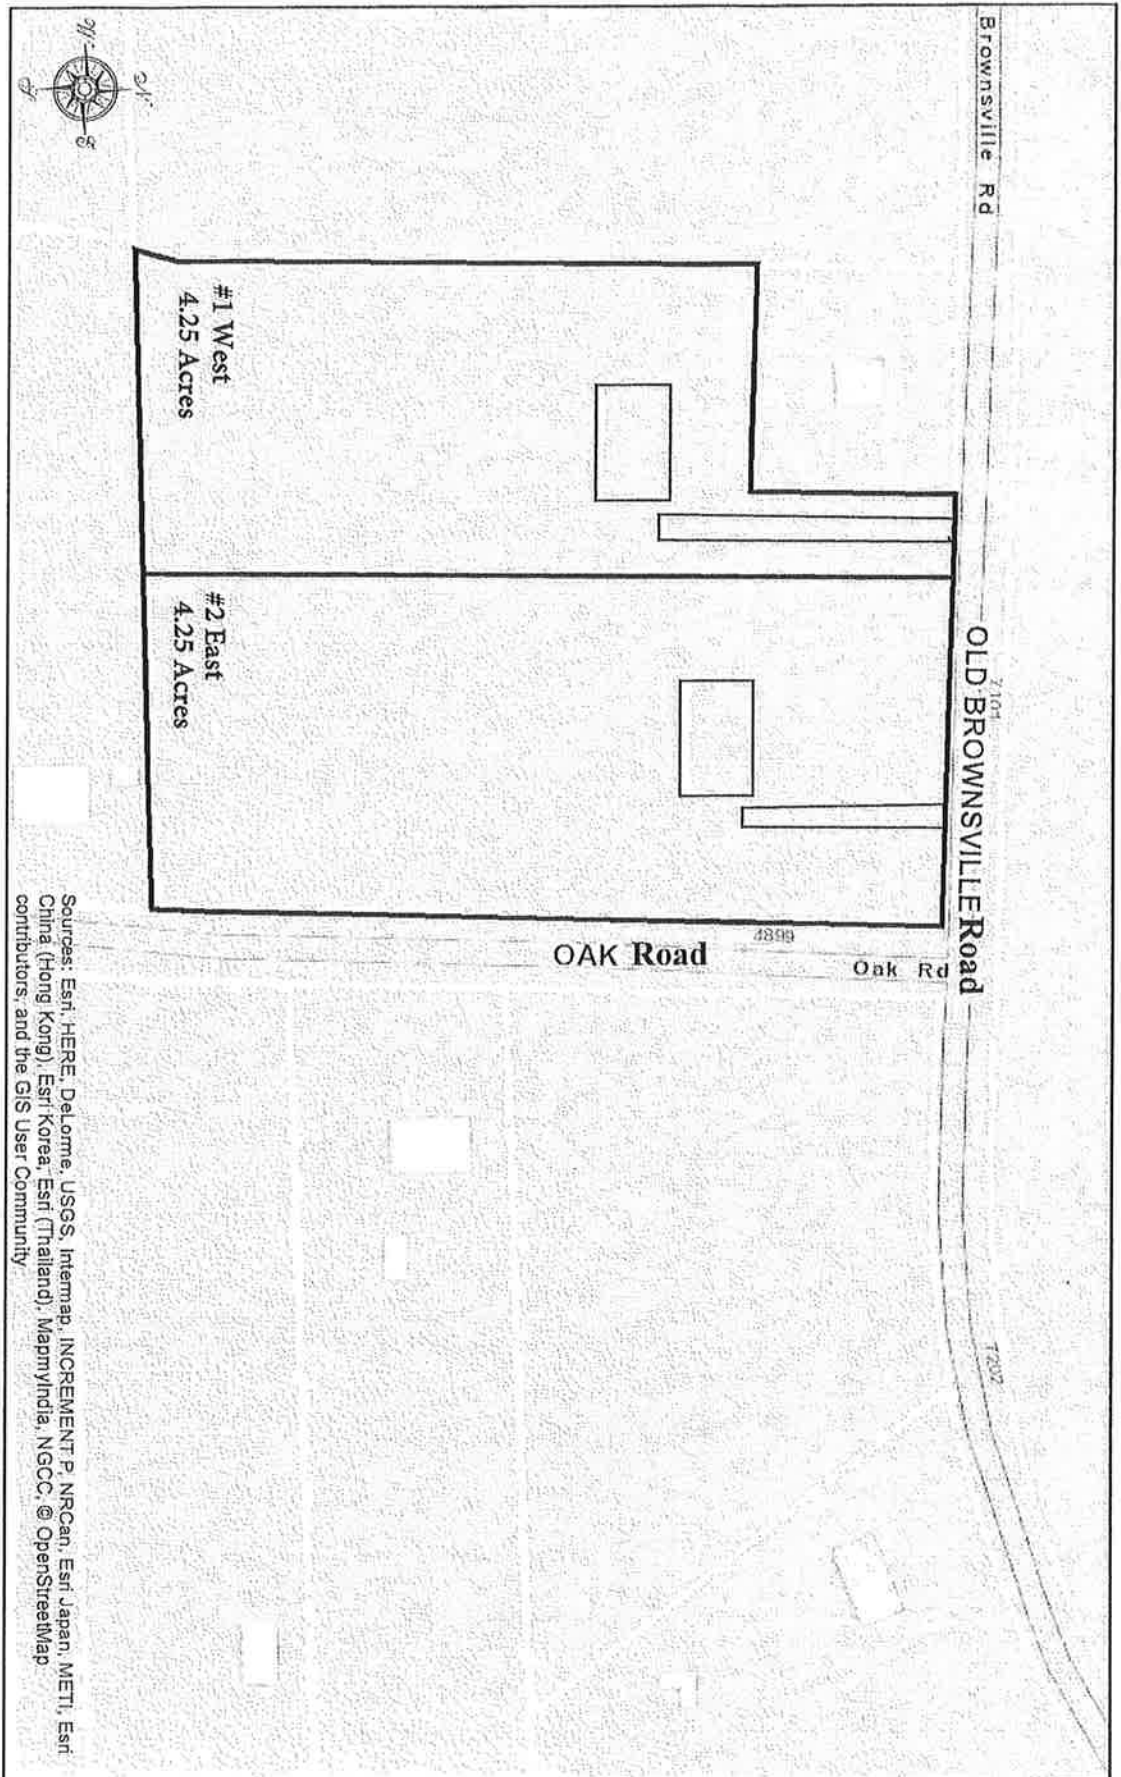 Brownsville Rd
7101
OLD BROWNSVILLE Road
7207
4899
Oak Rd
OAK Road
#1 West
4.25 Acres
#2 East
4.25 Acres
N
W
E
S
Sources: Esri, HERE, DeLorme, USGS, Intermap, INCREMENT P, NRCan, Esri Japan, METI, Esri
China (Hong Kong), Esri Korea, Esri (Thailand), MapmyIndia, NGCC, © OpenStreetMap
contributors, and the GIS User Community